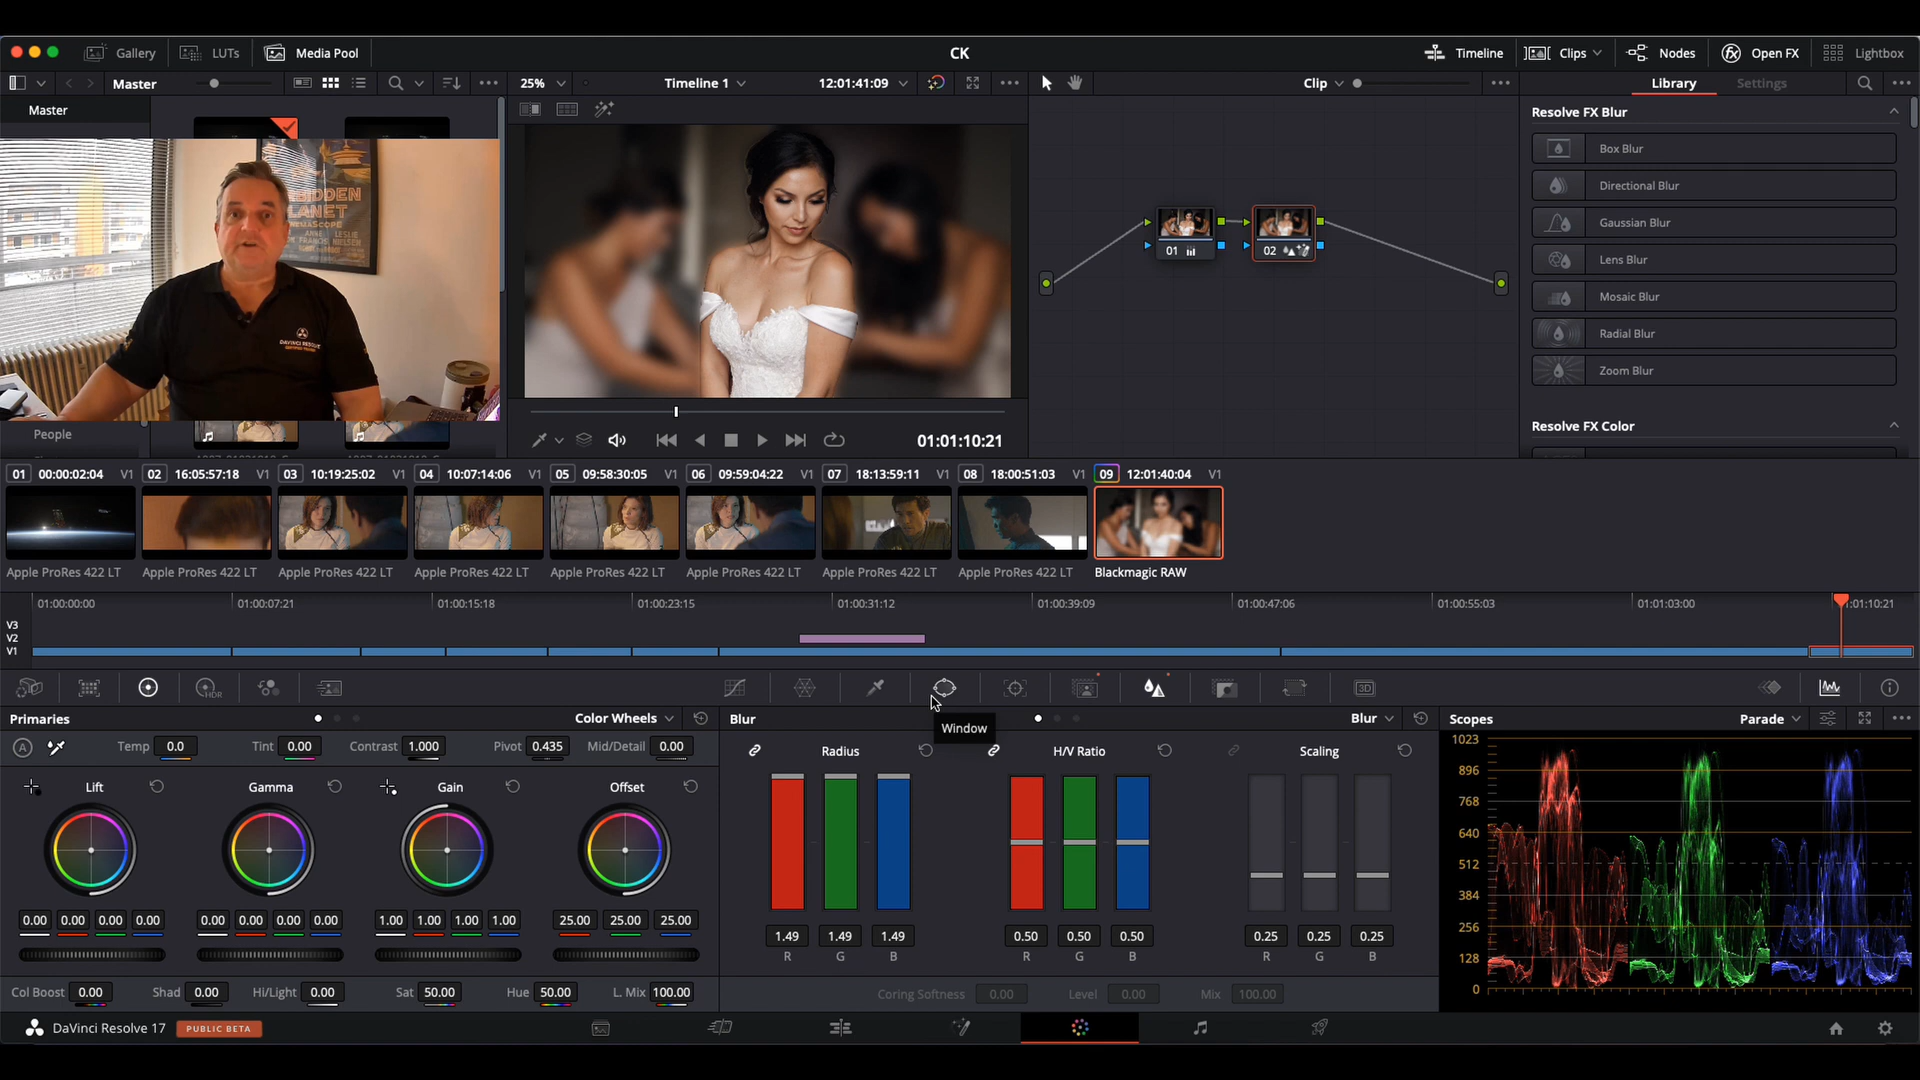 Gallery LUTs Media Pool CK Timeline Clips Nodes Open FX Lightbox
Master 25% Timeline 1 12:01:41:09 Clip Library Settings
Master
Resolve FX Blur
Box Blur
Directional Blur
Gaussian Blur
Lens Blur
Mosaic Blur
Radial Blur
Zoom Blur
Resolve FX Color
BIDDEN
LANET
DAVINCI RESOLVE
01
02
People
01:01:10:21
01 00:00:02:04 V1 02 16:05:57:18 V1 03 10:19:25:02 V1 04 10:07:14:06 V1 05 09:58:30:05 V1 06 09:59:04:22 V1 07 18:13:59:11 V1 08 18:00:51:03 V1 09 12:01:40:04 V1
Apple ProRes 422 LT Apple ProRes 422 LT Apple ProRes 422 LT Apple ProRes 422 LT Apple ProRes 422 LT Apple ProRes 422 LT Apple ProRes 422 LT Apple ProRes 422 LT Blackmagic RAW
01:00:00:00 01:00:07:21 01:00:15:18 01:00:23:15 01:00:31:12 01:00:39:09 01:00:47:06 01:00:55:03 01:01:03:00 :01:10:21
V3
V2
V1
HDR 3D
Primaries Color Wheels Blur Blur Scopes Parade
Window
A Temp 0.0 Tint 0.00 Contrast 1.000 Pivot 0.435 Mid/Detail 0.00
Radius H/V Ratio Scaling
Lift Gamma Gain Offset
0.00 0.00 0.00 0.00 0.00 0.00 0.00 0.00 1.00 1.00 1.00 1.00 25.00 25.00 25.00
1.49 1.49 1.49 0.50 0.50 0.50 0.25 0.25 0.25
R G B R G B R G B
Col Boost 0.00 Shad 0.00 Hi/Light 0.00 Sat 50.00 Hue 50.00 L. Mix 100.00
Coring Softness 0.00 Level 0.00 Mix 100.00
1023
896
768
640
512
384
256
128
0
DaVinci Resolve 17 PUBLIC BETA